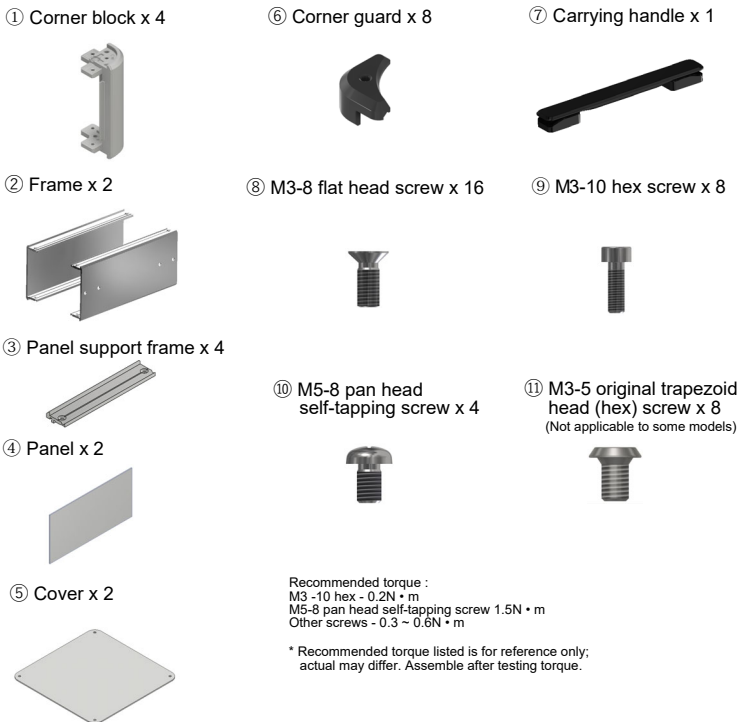 ① Corner block x 4
⑥ Corner guard x 8
⑦ Carrying handle x 1
② Frame x 2
⑧ M3-8 flat head screw x 16
⑨ M3-10 hex screw x 8
③ Panel support frame x 4
⑩ M5-8 pan head
self-tapping screw x 4
⑪ M3-5 original trapezoid
head (hex) screw x 8
(Not applicable to some models)
④ Panel x 2
⑤ Cover x 2
Recommended torque :
M3 -10 hex - 0.2N • m
M5-8 pan head self-tapping screw 1.5N • m
Other screws - 0.3 ~ 0.6N • m
* Recommended torque listed is for reference only;
actual may differ. Assemble after testing torque.